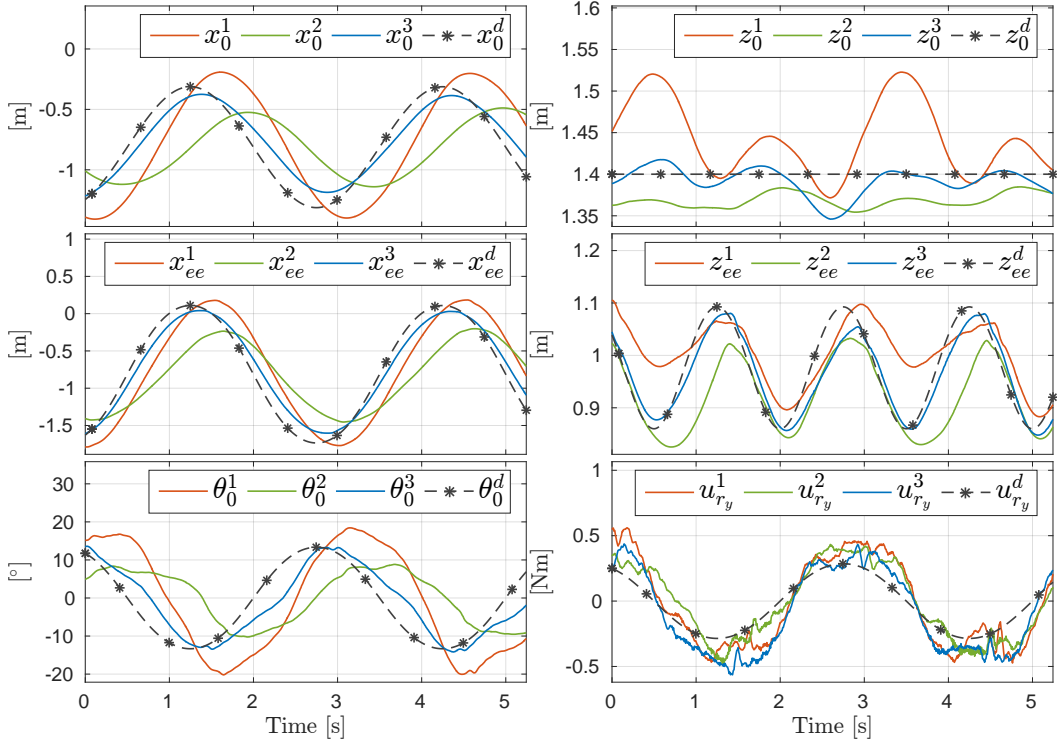 x_0^1 x_0^2 x_0^3 x_0^d
0
-0.5
-1
[m]
z_0^1 z_0^2 z_0^3 z_0^d
1.6
1.55
1.5
1.45
1.4
1.35
[m]
x_{ee}^1 x_{ee}^2 x_{ee}^3 x_{ee}^d
1
0.5
0
-0.5
-1
-1.5
[m]
z_{ee}^1 z_{ee}^2 z_{ee}^3 z_{ee}^d
1.2
1.1
1
0.9
[m]
θ_0^1 θ_0^2 θ_0^3 θ_0^d
30
20
10
0
-10
-20
[°]
0 1 2 3 4 5
Time [s]
u_{r_y}^1 u_{r_y}^2 u_{r_y}^3 u_{r_y}^d
1
0.5
0
-0.5
[Nm]
0 1 2 3 4 5
Time [s]